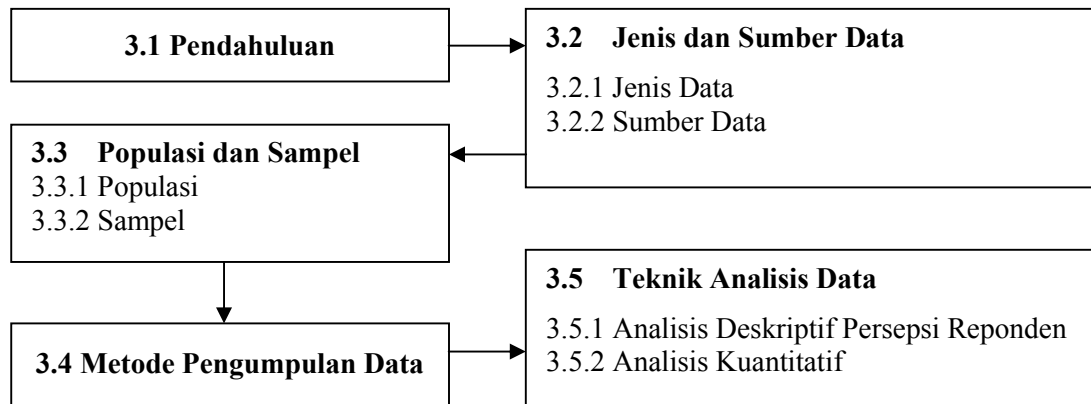 3.1 Pendahuluan
3.2 Jenis dan Sumber Data
3.2.1 Jenis Data
3.2.2 Sumber Data
3.3 Populasi dan Sampel
3.3.1 Populasi
3.3.2 Sampel
3.4 Metode Pengumpulan Data
3.5 Teknik Analisis Data
3.5.1 Analisis Deskriptif Persepsi Reponden
3.5.2 Analisis Kuantitatif